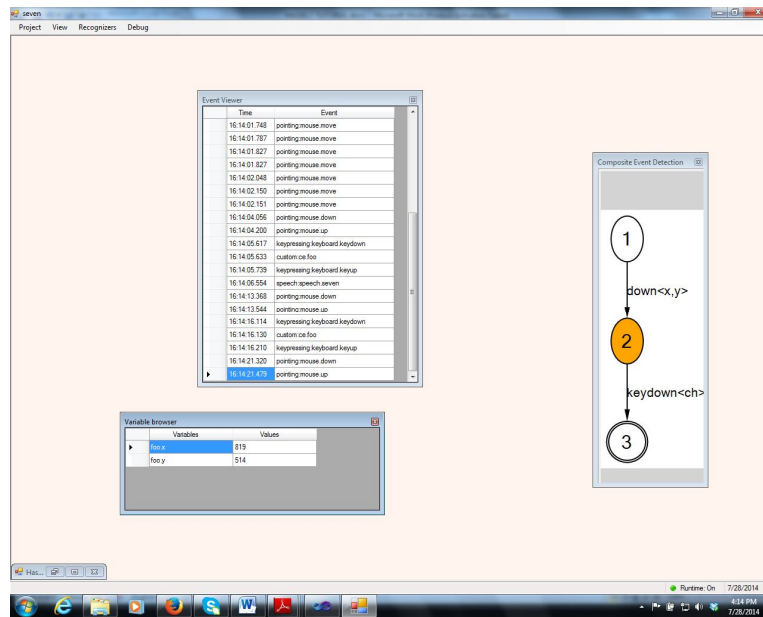 seven
Project View Recognizers Debug
Event Viewer
Time Event
16:14:01.748 pointing:mouse.move
16:14:01.787 pointing:mouse.move
16:14:01.827 pointing:mouse.move
16:14:01.827 pointing:mouse.move
16:14:02.048 pointing:mouse.move
16:14:02.150 pointing:mouse.move
16:14:02.151 pointing:mouse.move
16:14:04.056 pointing:mouse.down
16:14:04.200 pointing:mouse.up
16:14:05.617 keypressing:keyboard.keydown
16:14:05.633 custom:ce.foo
16:14:05.739 keypressing:keyboard.keyup
16:14:06.554 speech:speech.seven
16:14:13.368 pointing:mouse.down
16:14:13.544 pointing:mouse.up
16:14:16.114 keypressing:keyboard.keydown
16:14:16.130 custom:ce.foo
16:14:16.210 keypressing:keyboard.keyup
16:14:21.320 pointing:mouse.down
16:14:21.479 pointing:mouse.up
Composite Event Detection
1
down<x,y>
2
keydown<ch>
3
Variable browser
Variables Values
foo.x 819
foo.y 514
Has...
Runtime: On 7/28/2014
4:14 PM
7/28/2014